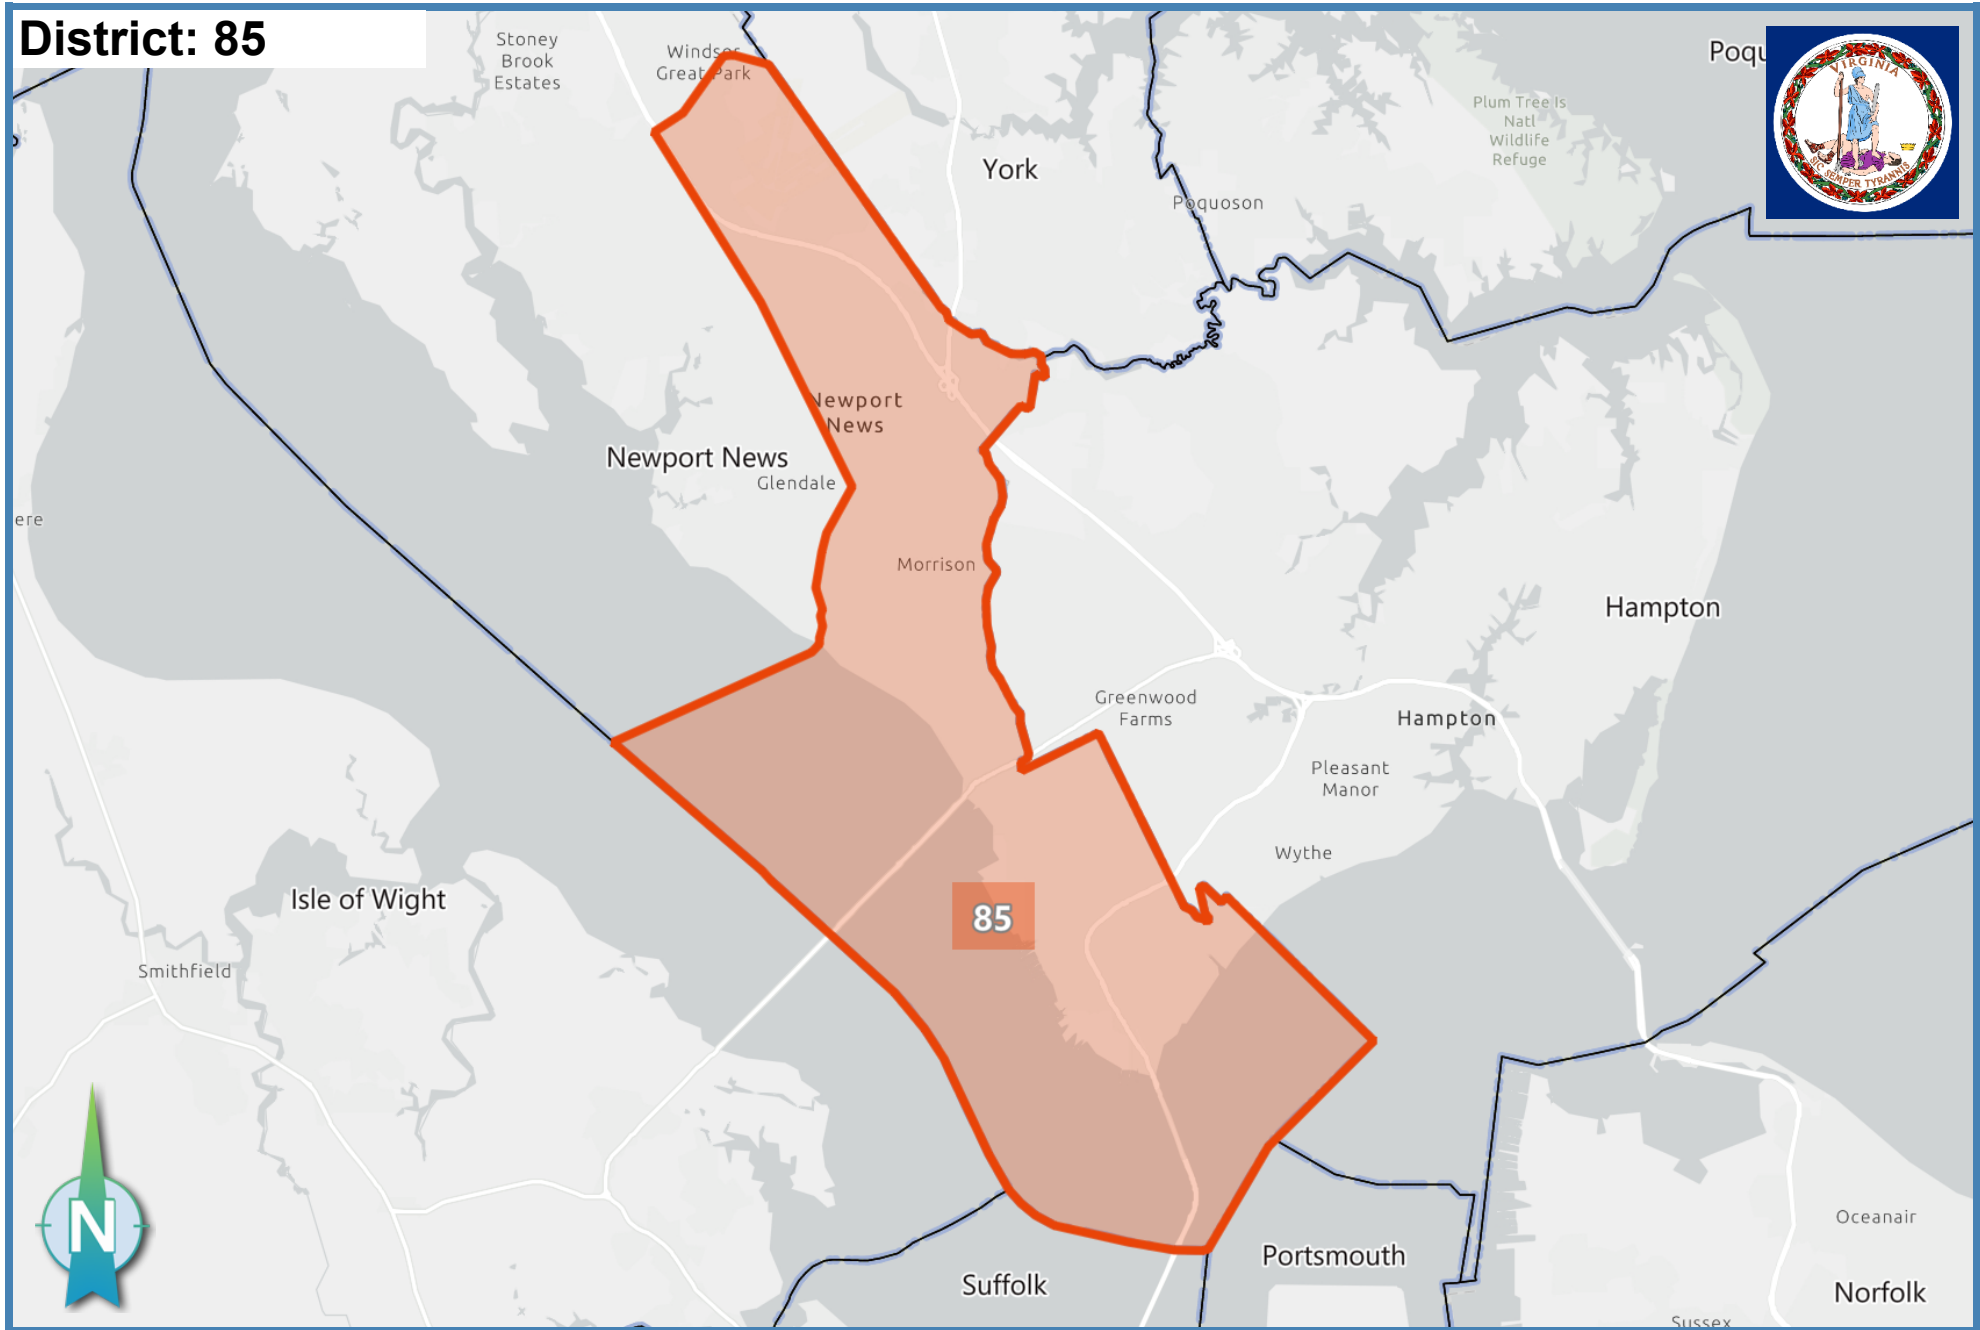 District: 85
Stoney
Brook
Estates
Windsor
Great Park
Poqu
VIRGINIA
SIC SEMPER TYRANNIS
Plum Tree Is
Natl
Wildlife
Refuge
York
Poquoson
Newport
News
Newport News
Glendale
ere
Morrison
Hampton
Greenwood
Farms
Hampton
Pleasant
Manor
Wythe
Isle of Wight
85
Smithfield
N
Oceanair
Portsmouth
Suffolk
Norfolk
Sussex